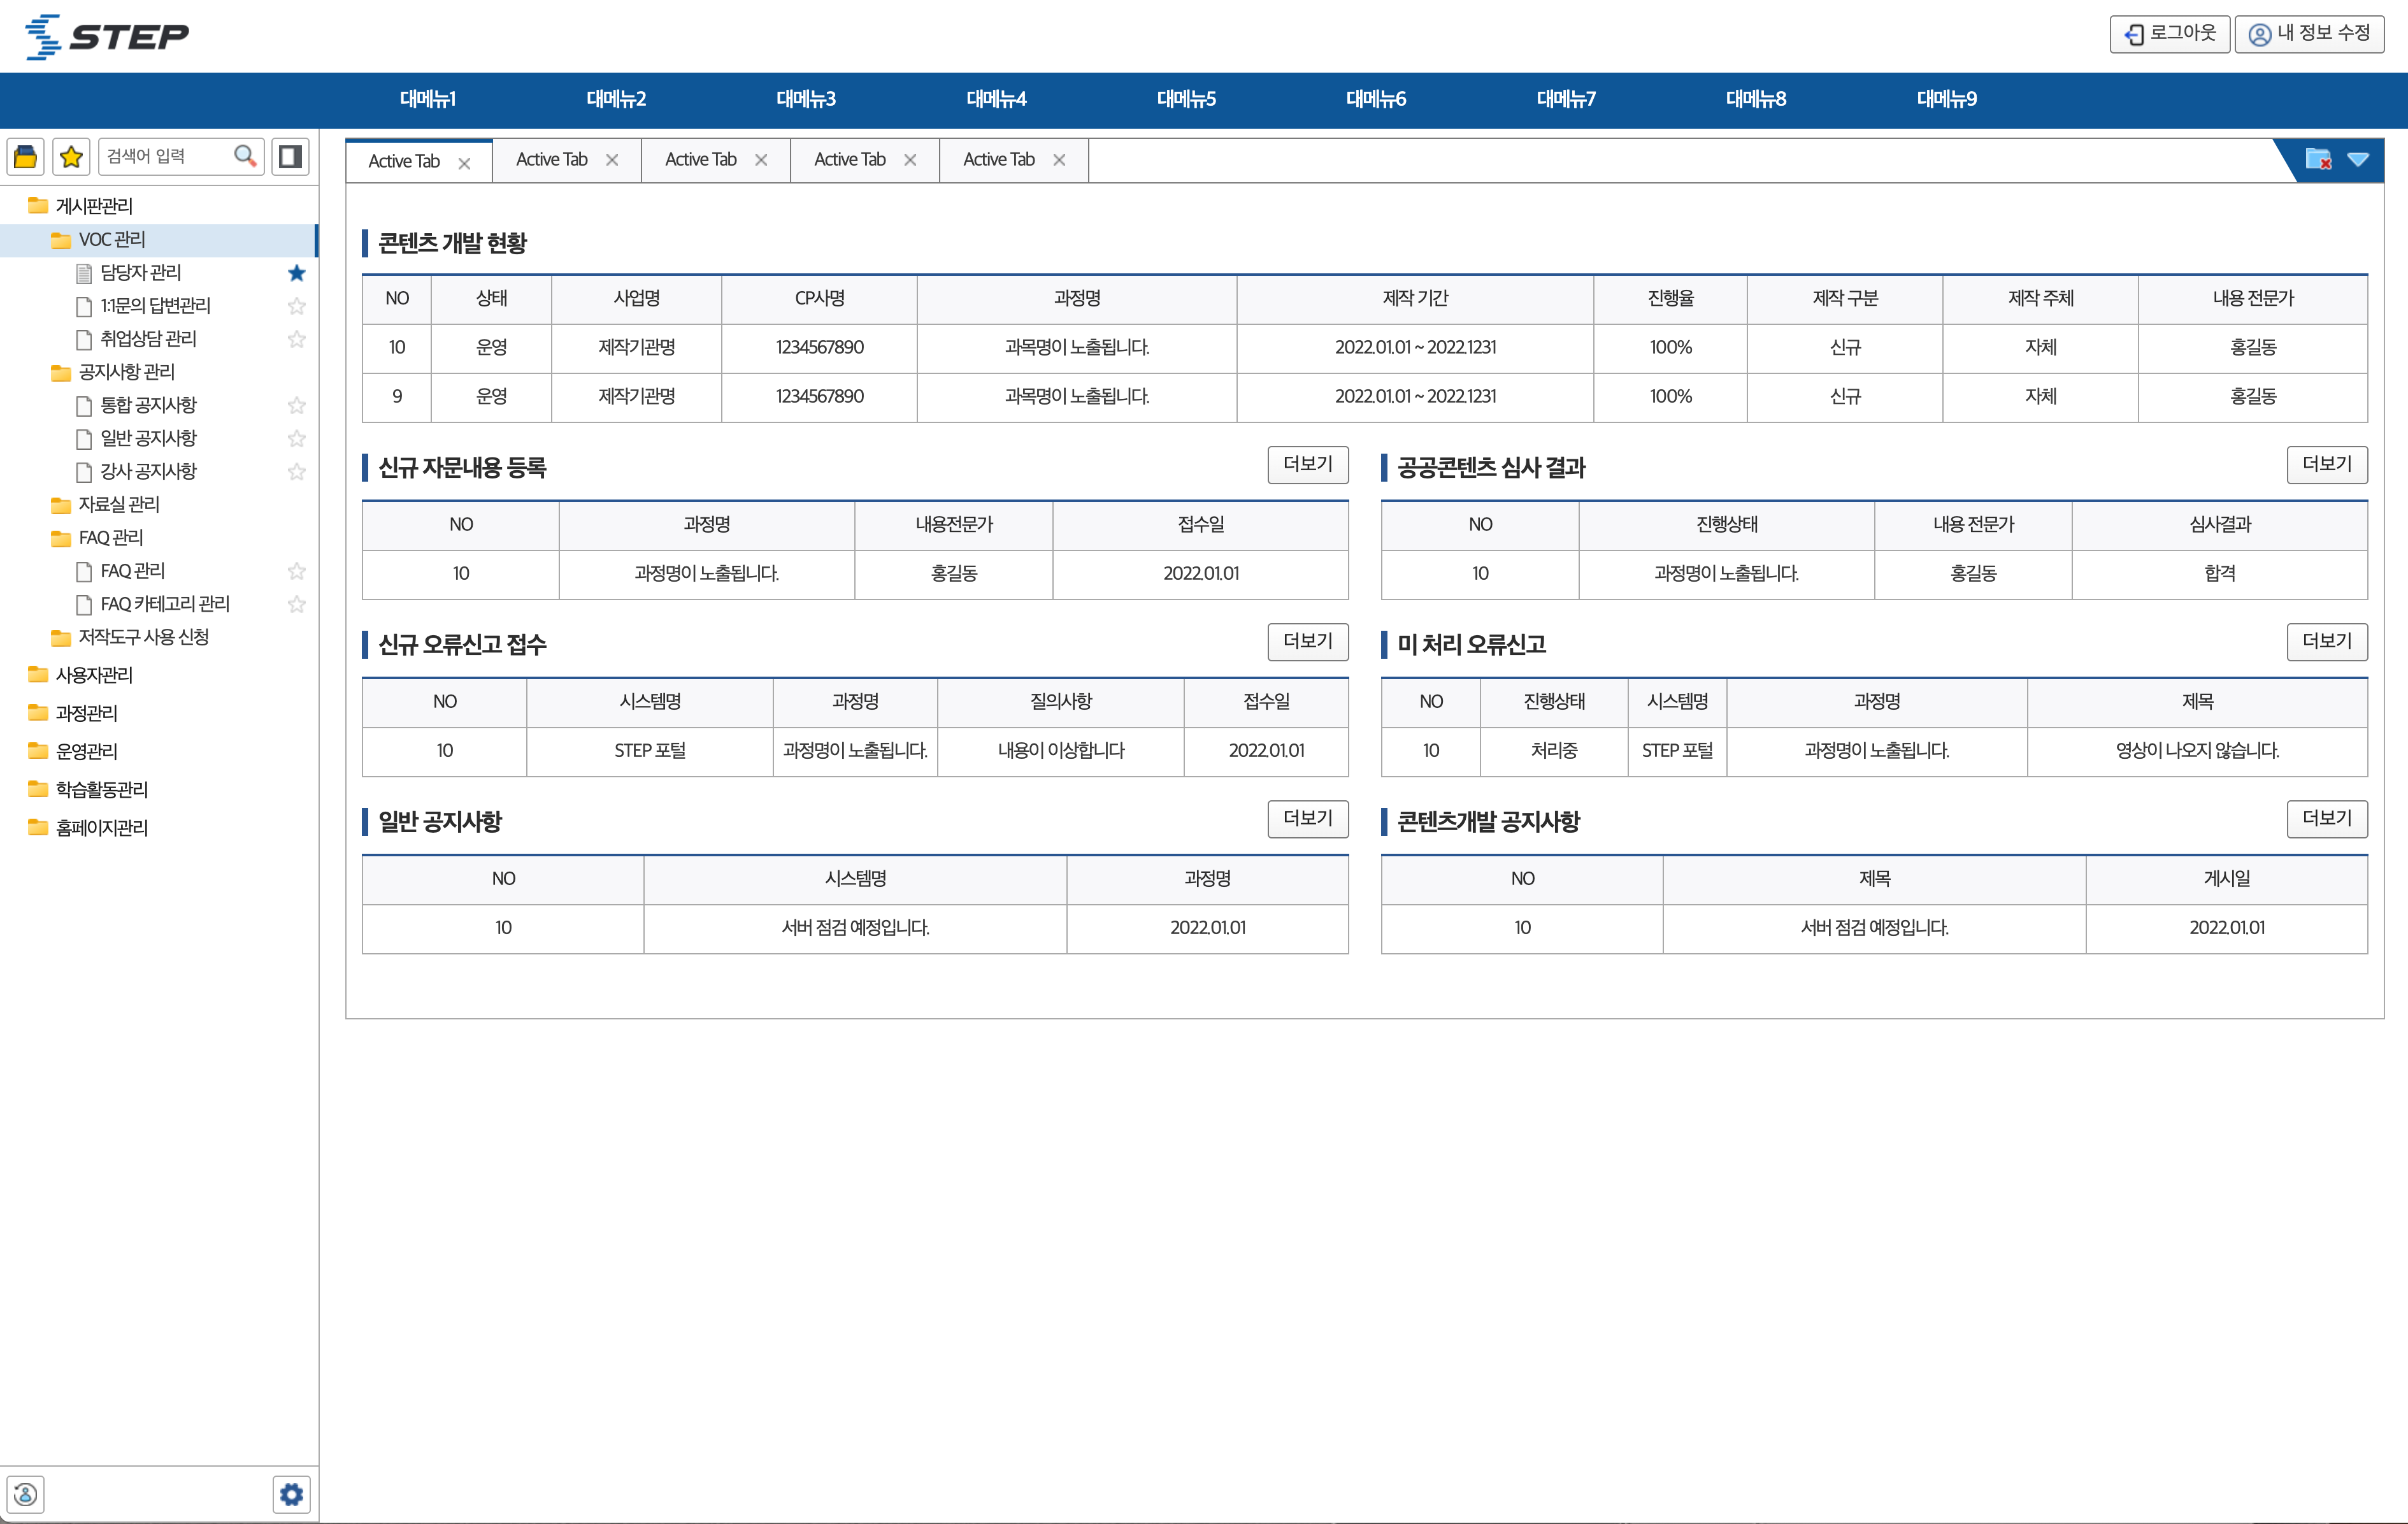 STEP
로그아웃 내 정보 수정
대메뉴1 대메뉴2 대메뉴3 대메뉴4 대메뉴5 대메뉴6 대메뉴7 대메뉴8 대메뉴9
검색어 입력
게시판관리
VOC 관리
담당자 관리
1:1문의 답변관리
취업상담 관리
공지사항 관리
통합 공지사항
일반 공지사항
강사 공지사항
자료실 관리
FAQ 관리
FAQ 관리
FAQ 카테고리 관리
저작도구 사용 신청
사용자관리
과정관리
운영관리
학습활동관리
홈페이지관리
Active Tab Active Tab Active Tab Active Tab Active Tab
콘텐츠 개발 현황
NO 상태 사업명 CP사명 과정명 제작 기간 진행율 제작 구분 제작 주체 내용 전문가
10 운영 제작기관명 1234567890 과목명이 노출됩니다. 2022.01.01 ~ 2022.1231 100% 신규 자체 홍길동
9 운영 제작기관명 1234567890 과목명이 노출됩니다. 2022.01.01 ~ 2022.1231 100% 신규 자체 홍길동
신규 자문내용 등록 더보기
NO 과정명 내용전문가 접수일
10 과정명이 노출됩니다. 홍길동 2022.01.01
공공콘텐츠 심사 결과 더보기
NO 진행상태 내용 전문가 심사결과
10 과정명이 노출됩니다. 홍길동 합격
신규 오류신고 접수 더보기
NO 시스템명 과정명 질의사항 접수일
10 STEP 포털 과정명이 노출됩니다. 내용이 이상합니다 2022.01.01
미 처리 오류신고 더보기
NO 진행상태 시스템명 과정명 제목
10 처리중 STEP 포털 과정명이 노출됩니다. 영상이 나오지 않습니다.
일반 공지사항 더보기
NO 시스템명 과정명
10 서버 점검 예정입니다. 2022.01.01
콘텐츠개발 공지사항 더보기
NO 제목 게시일
10 서버 점검 예정입니다. 2022.01.01